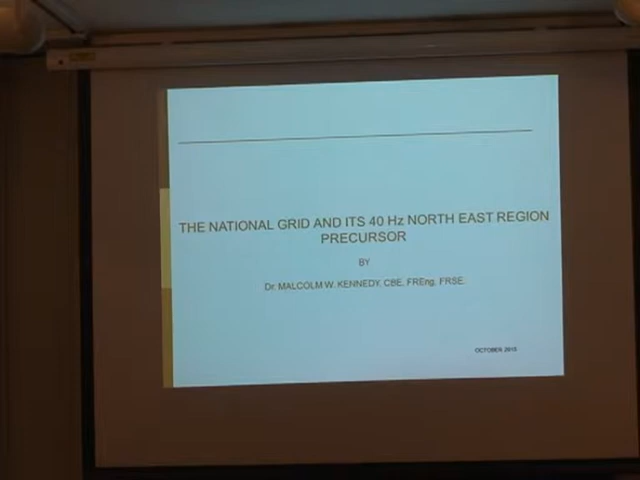 THE NATIONAL GRID AND ITS 40 Hz NORTH EAST REGION
PRECURSOR
BY
Dr. MALCOLM W. KENNEDY, CBE, FREng, FRSE.
OCTOBER